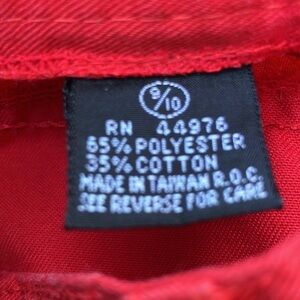 9/10
RN 44976
65% POLYESTER
35% COTTON
MADE IN TAIWAN R.O.C.
SEE REVERSE FOR CARE